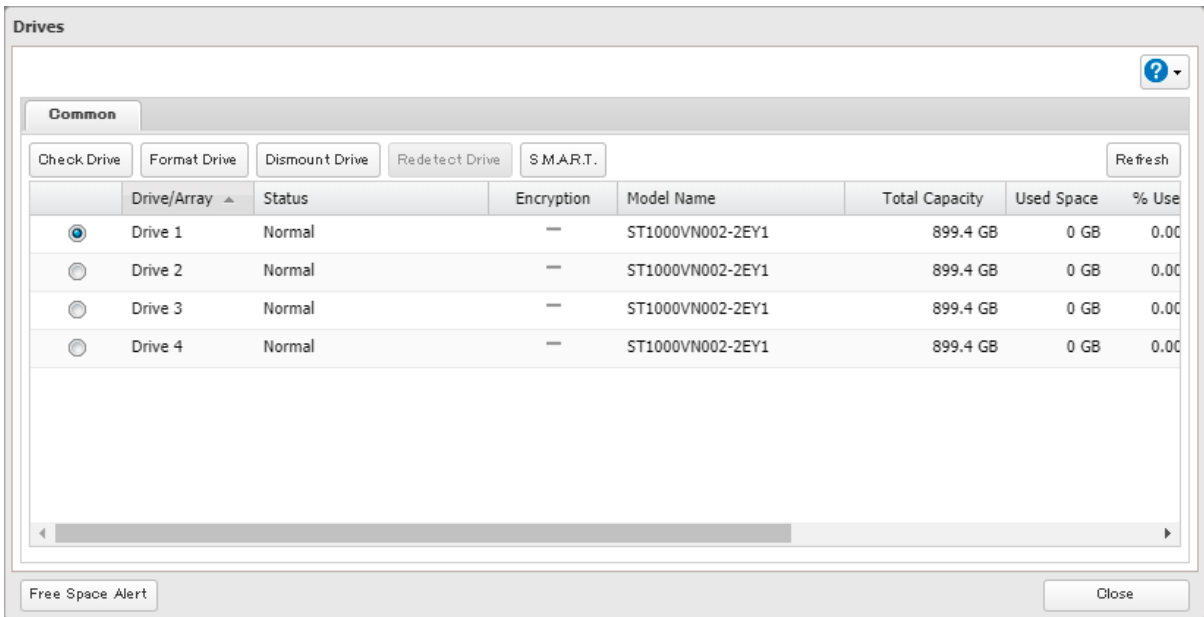 Drives
?
Common
Check Drive Format Drive Dismount Drive Redetect Drive S.M.A.R.T. Refresh
Drive/Array Status Encryption Model Name Total Capacity Used Space % Use
Drive 1 Normal — ST1000VN002-2EY1 899.4 GB 0 GB 0.00
Drive 2 Normal — ST1000VN002-2EY1 899.4 GB 0 GB 0.00
Drive 3 Normal — ST1000VN002-2EY1 899.4 GB 0 GB 0.00
Drive 4 Normal — ST1000VN002-2EY1 899.4 GB 0 GB 0.00
Free Space Alert Close